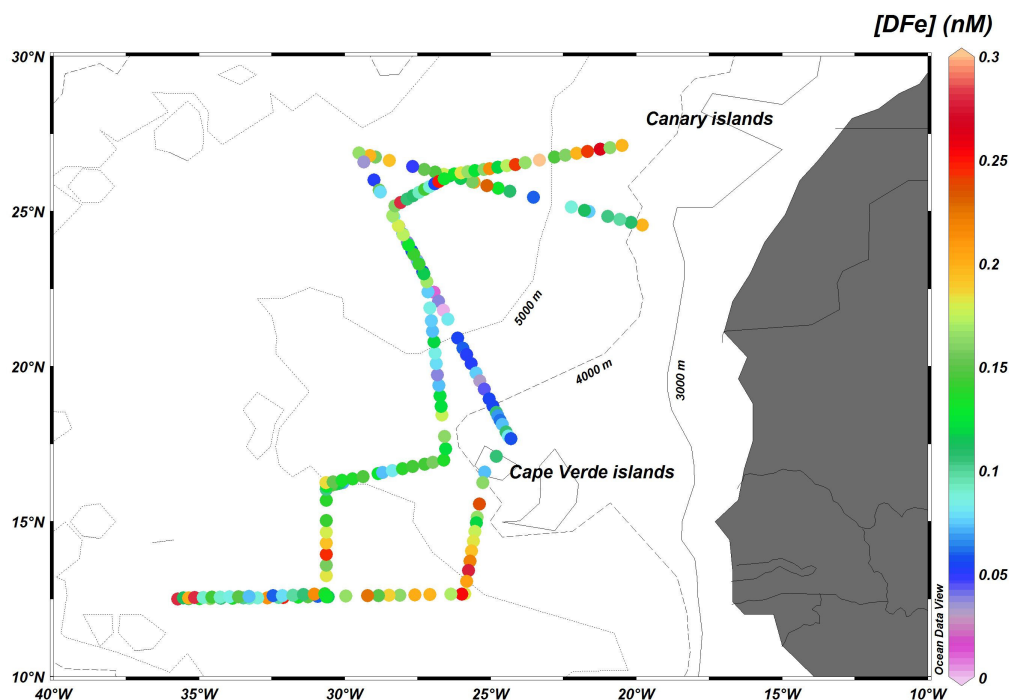 [DFe] (nM)
30°N
25°N
20°N
15°N
10°N
40°W
35°W
30°W
25°W
20°W
15°W
10°W
Canary islands
5000 m
4000 m
3000 m
Cape Verde islands
Ocean Data View
0.3
0.25
0.2
0.15
0.1
0.05
0